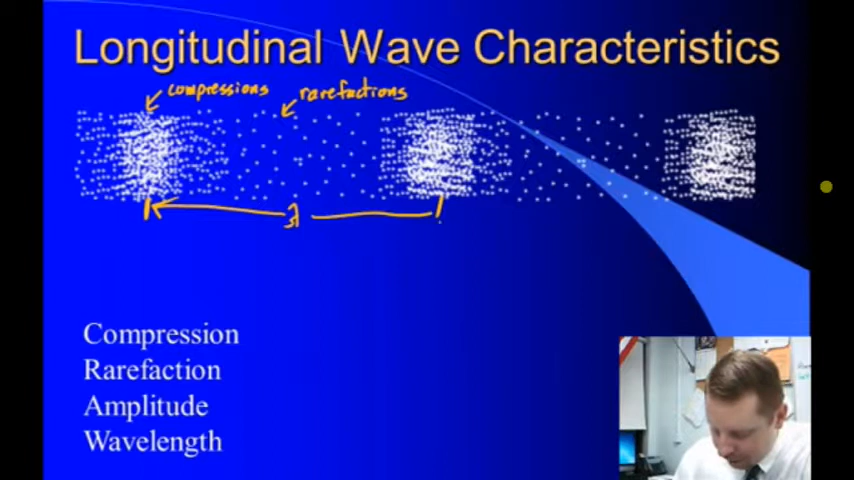 Longitudinal Wave Characteristics
compressions
rarefactions
λ
Compression
Rarefaction
Amplitude
Wavelength